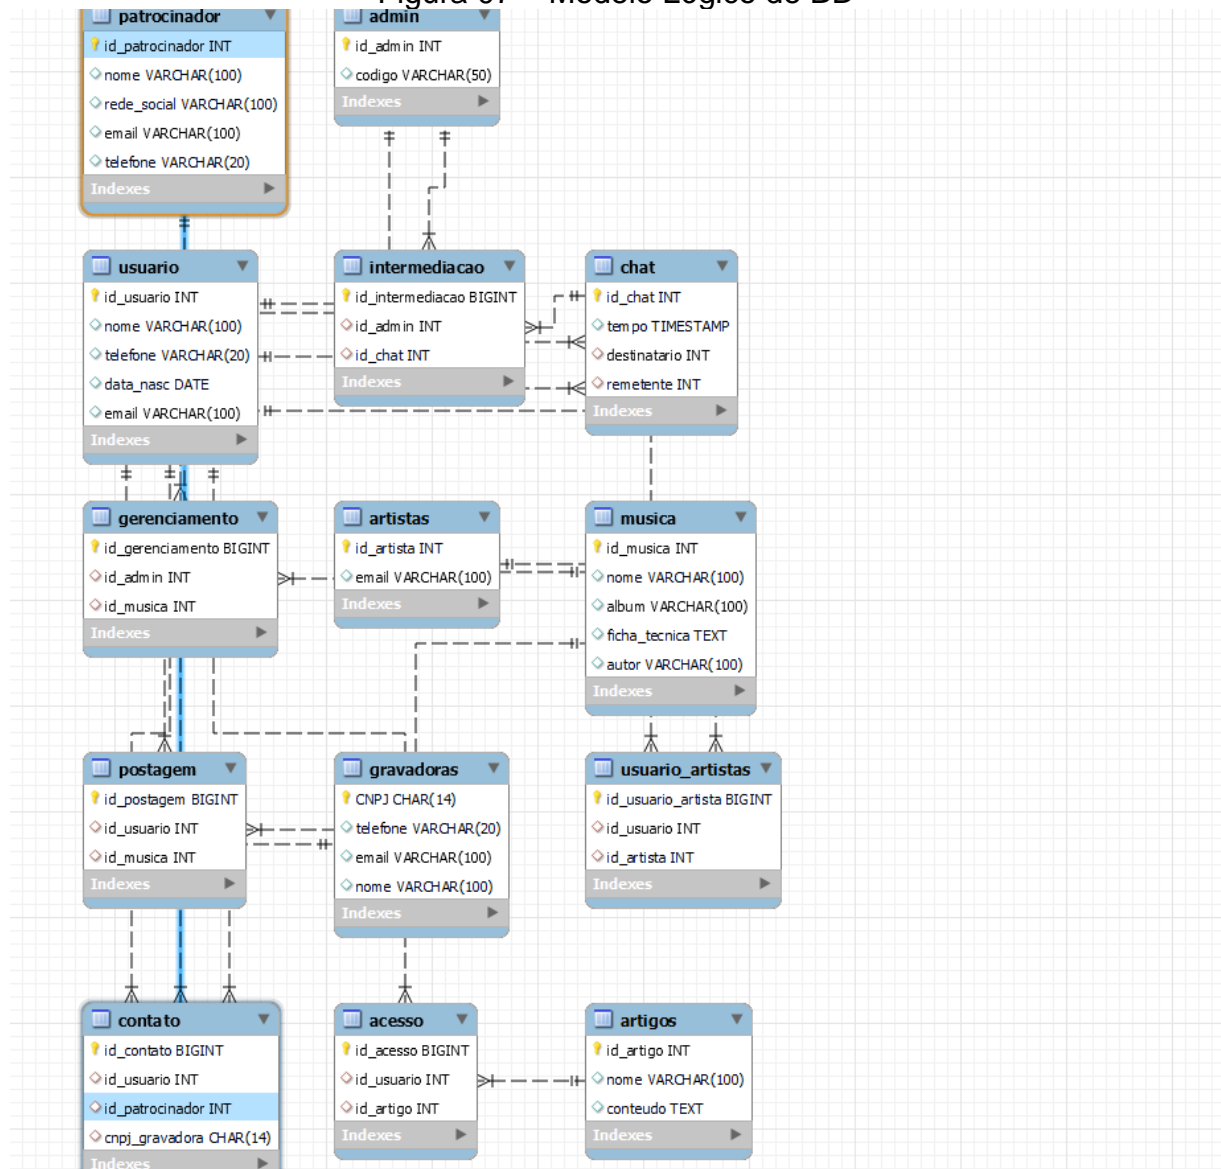 Figura 07 – Modelo Lógico do BD
patrocinador
id_patrocinador INT
nome VARCHAR(100)
rede_social VARCHAR(100)
email VARCHAR(100)
telefone VARCHAR(20)
Indexes
admin
id_admin INT
codigo VARCHAR(50)
Indexes
usuario
id_usuario INT
nome VARCHAR(100)
telefone VARCHAR(20)
data_nasc DATE
email VARCHAR(100)
Indexes
intermediacao
id_intermediacao BIGINT
id_admin INT
id_chat INT
Indexes
chat
id_chat INT
tempo TIMESTAMP
destinatario INT
remetente INT
Indexes
gerenciamento
id_gerenciamento BIGINT
id_admin INT
id_musica INT
Indexes
artistas
id_artista INT
email VARCHAR(100)
Indexes
musica
id_musica INT
nome VARCHAR(100)
album VARCHAR(100)
ficha_tecnica TEXT
autor VARCHAR(100)
Indexes
postagem
id_postagem BIGINT
id_usuario INT
id_musica INT
Indexes
gravadoras
CNPJ CHAR(14)
telefone VARCHAR(20)
email VARCHAR(100)
nome VARCHAR(100)
Indexes
usuario_artistas
id_usuario_artista BIGINT
id_usuario INT
id_artista INT
Indexes
contato
id_contato BIGINT
id_usuario INT
id_patrocinador INT
cnpj_gravadora CHAR(14)
Indexes
acesso
id_acesso BIGINT
id_usuario INT
id_artigo INT
Indexes
artigos
id_artigo INT
nome VARCHAR(100)
conteudo TEXT
Indexes